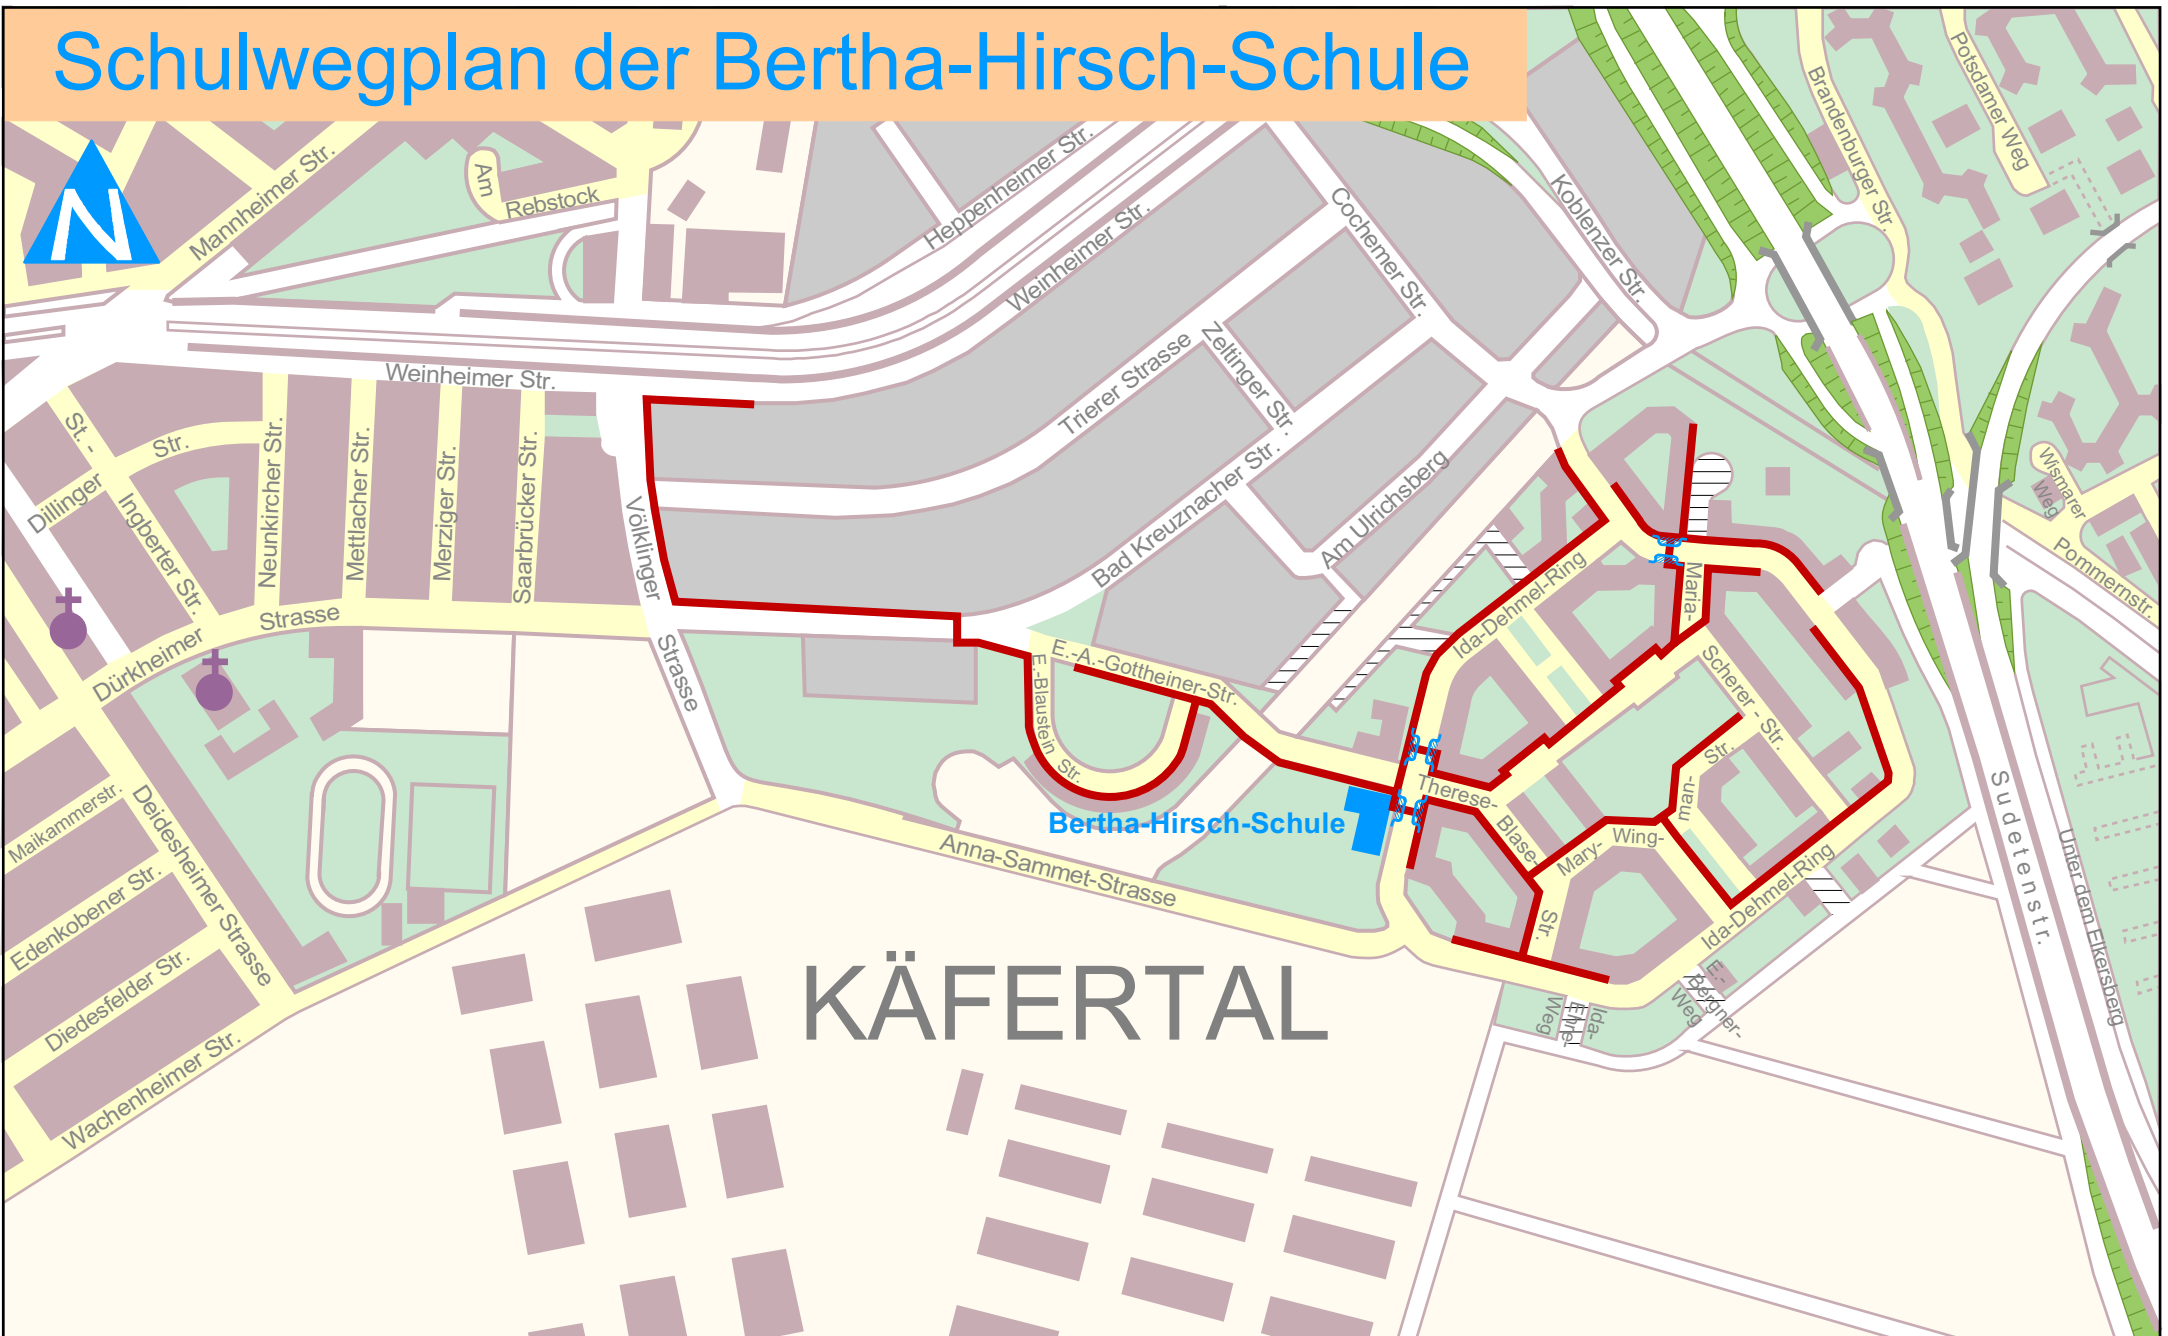 Schulwegplan der Bertha-Hirsch-Schule
N
Mannheimer Str.
Am
Rebstock
Heppenheimer Str.
Weinheimer Str.
Cochemer Str.
Koblenzer Str.
Brandenburger Str.
Potsdamer Weg
Weinheimer Str.
Trierer Strasse
Zeltinger Str.
Bad Kreuznacher Str.
Am Ulrichsberg
St. -
Ingberter Str.
Dillinger
Str.
Neunkircher Str.
Mettlacher Str.
Merziger Str.
Saarbrücker Str.
Völklinger
Strasse
Dürkheimer
Strasse
Wismarer
Weg
Pommernstr.
Ida-Dehmel-Ring
Maria-
Scherer - Str.
E.-A.-Gottheiner-Str.
E.-Blaustein
Str.
Therese-
Blase-
Str.
Mary-
Wing-
man-
Str.
Bertha-Hirsch-Schule
Ida-Dehmel-Ring
Anna-Sammet-Strasse
Maikammerstr.
Edenkobener Str.
Diedesfelder Str.
Wachenheimer Str.
Deidesheimer Strasse
KÄFERTAL
Ida-
Ehre-
Weg
E.-
Bergner-
Weg
Sudetenstr.
Unter dem Elkersberg